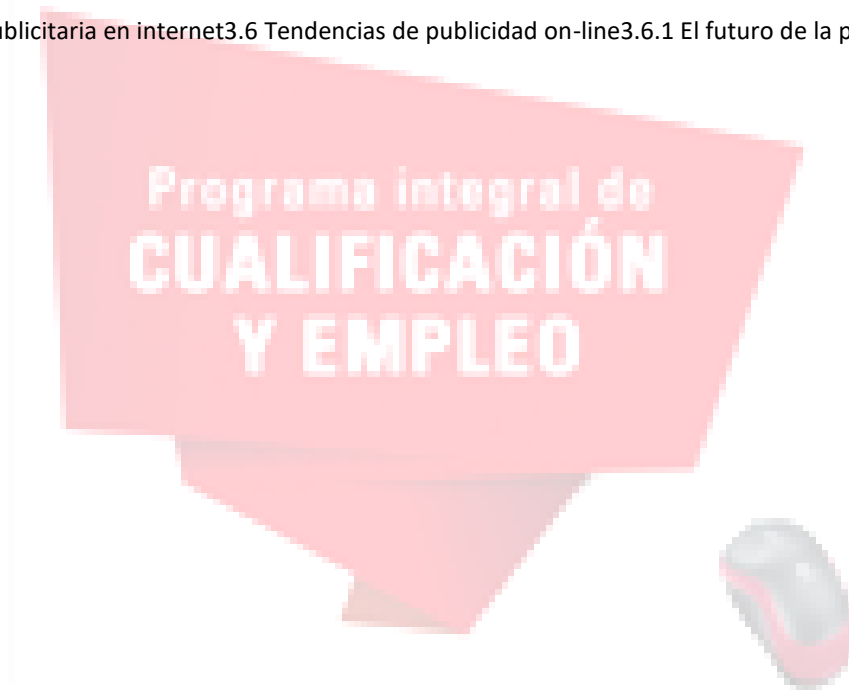 ublicitaria en internet3.6 Tendencias de publicidad on-line3.6.1 El futuro de la p
Programa integral de
CUALIFICACIÓN
Y EMPLEO